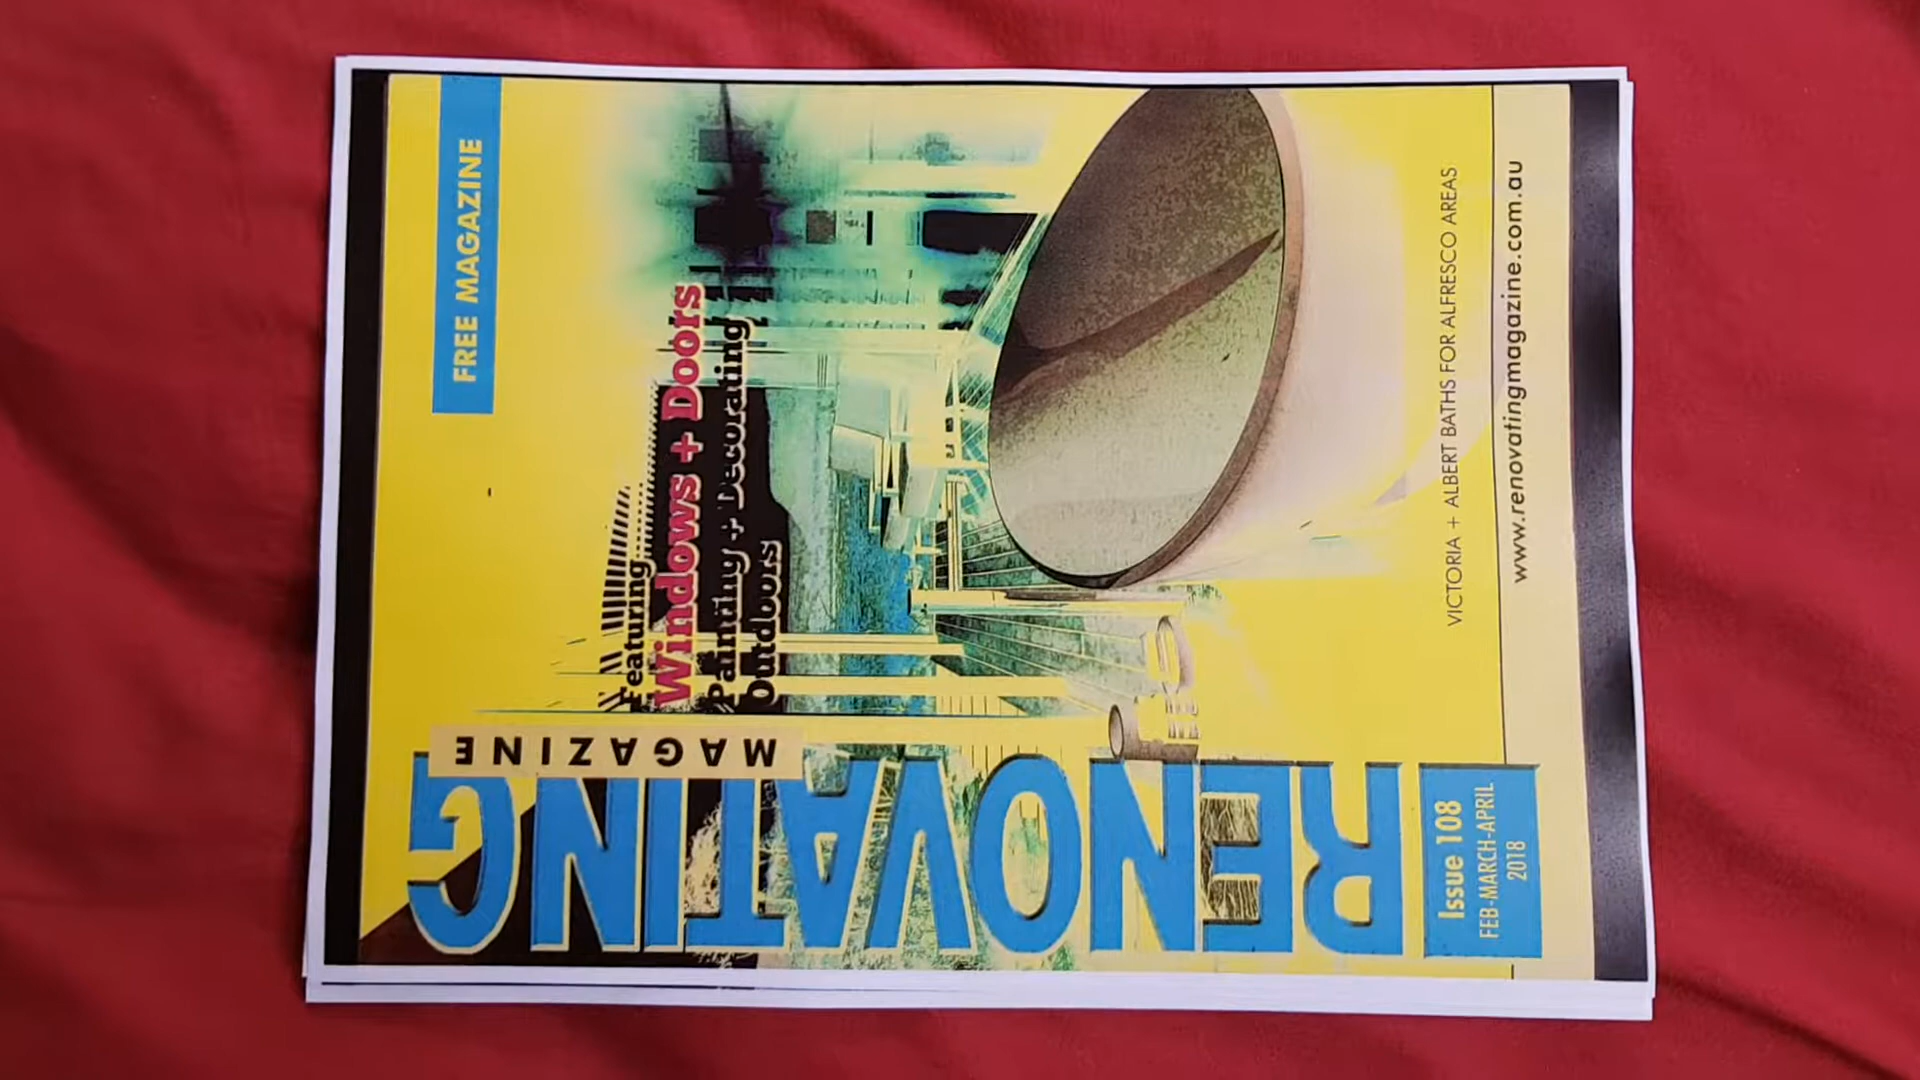 RENOVATING
MAGAZINE
Issue 108
FEB-MARCH-APRIL
2018
FREE MAGAZINE
Featuring
Windows + Doors
Painting + Decorating
Outdoors
VICTORIA + ALBERT BATHS FOR ALFRESCO AREAS
www.renovatingmagazine.com.au